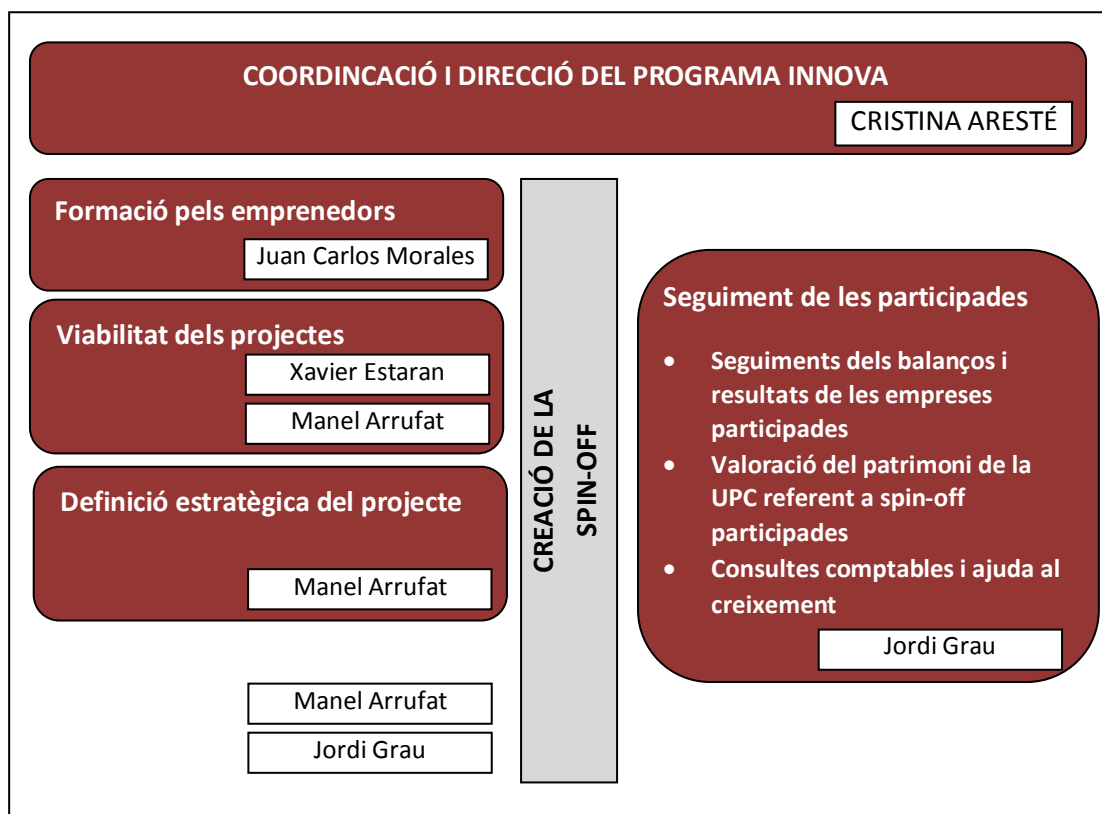 COORDINCACIÓ I DIRECCIÓ DEL PROGRAMA INNOVA
CRISTINA ARESTÉ
Formació pels emprenedors
Juan Carlos Morales
Viabilitat dels projectes
Xavier Estaran
Manel Arrufat
Definició estratègica del projecte
Manel Arrufat
Manel Arrufat
Jordi Grau
CREACIÓ DE LA
SPIN-OFF
Seguiment de les participades
• Seguiments dels balanços i
resultats de les empreses
participades
• Valoració del patrimoni de la
UPC referent a spin-off
participades
• Consultes comptables i ajuda al
creixement
Jordi Grau